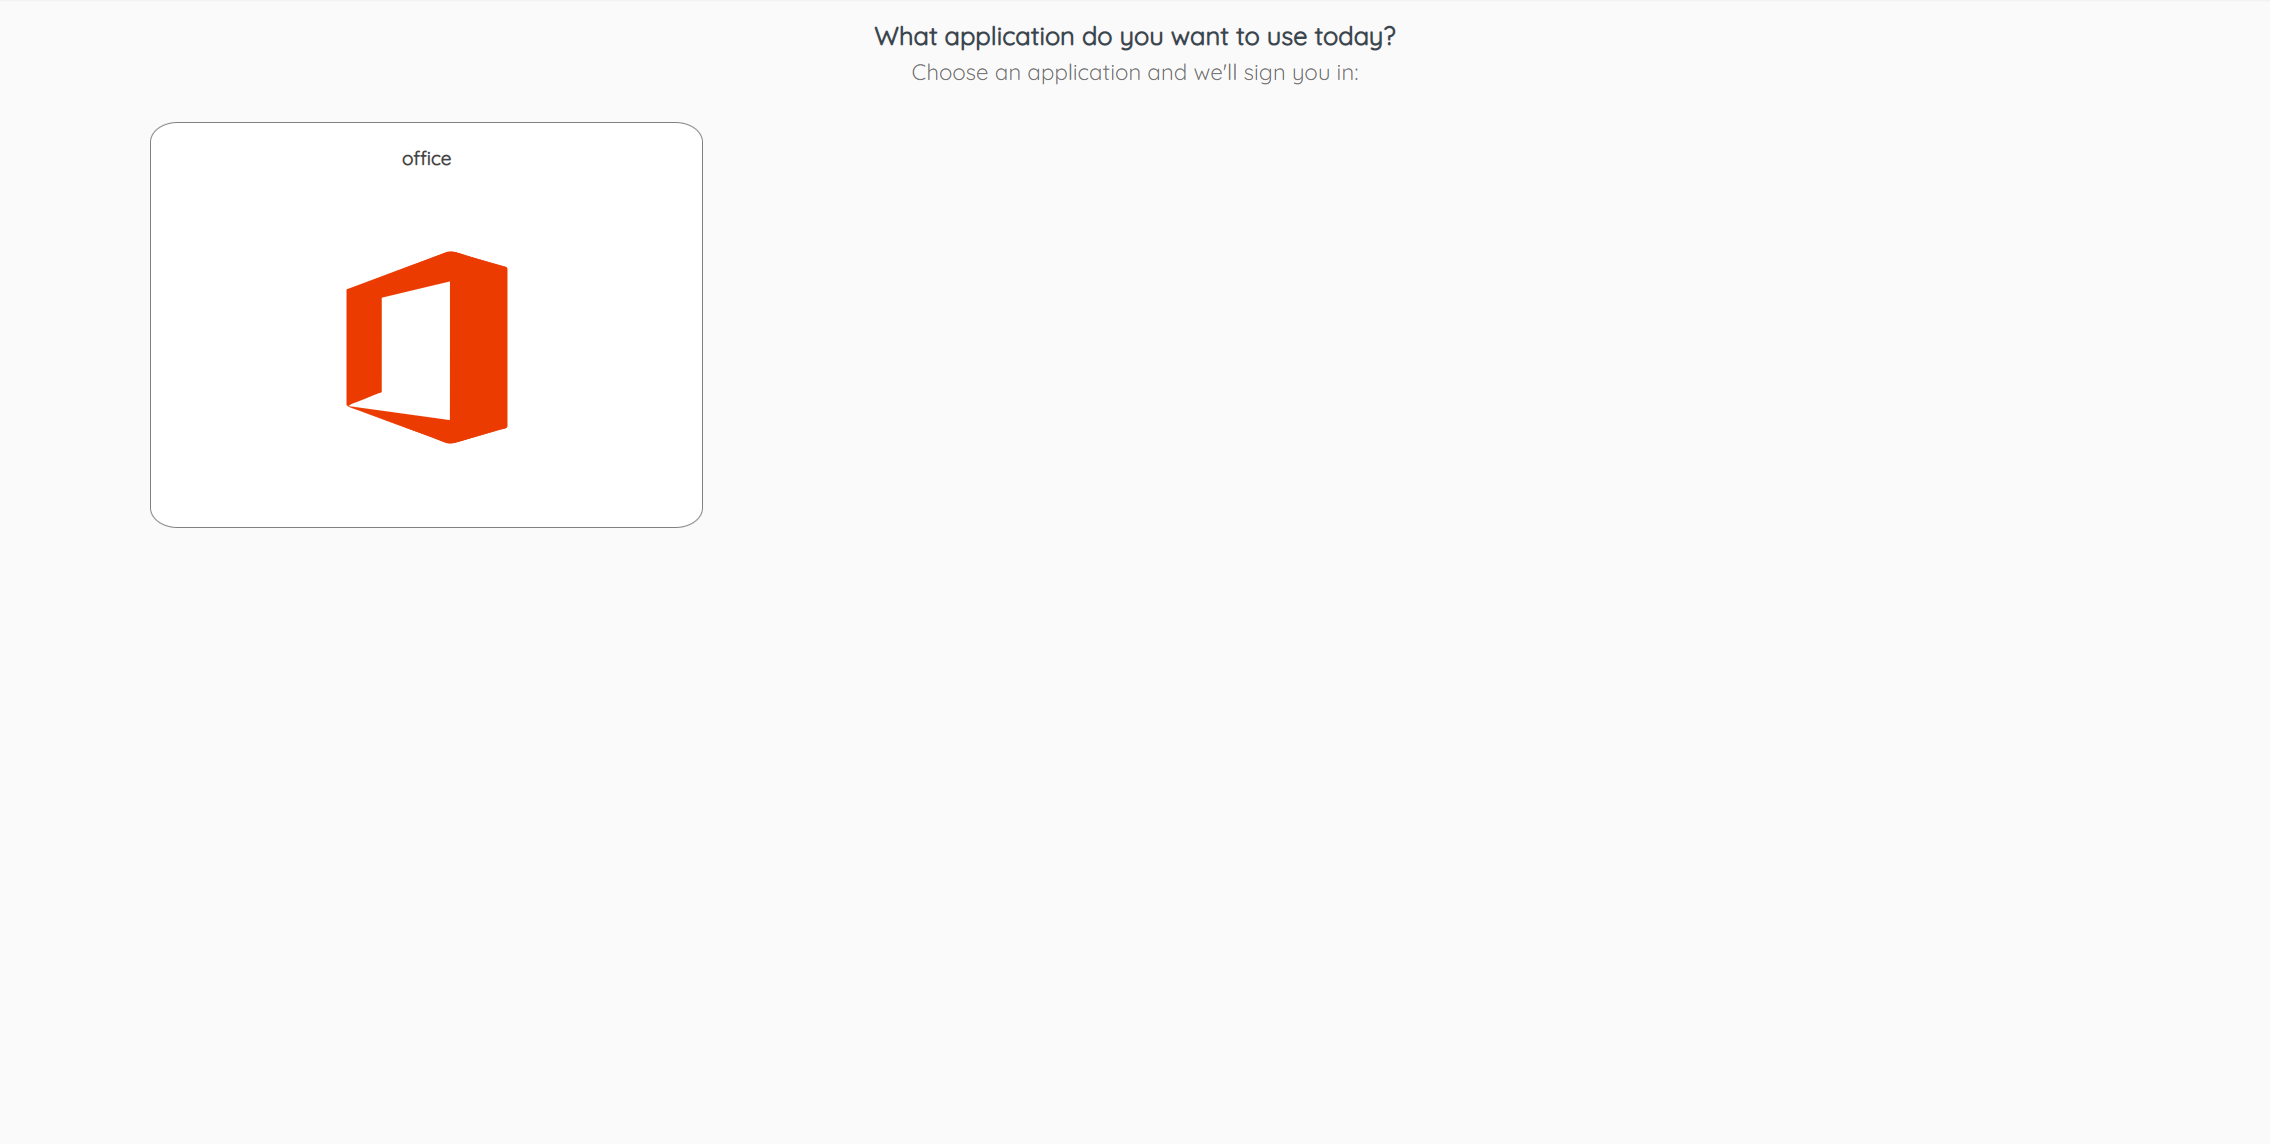 What application do you want to use today?
Choose an application and we'll sign you in:
office